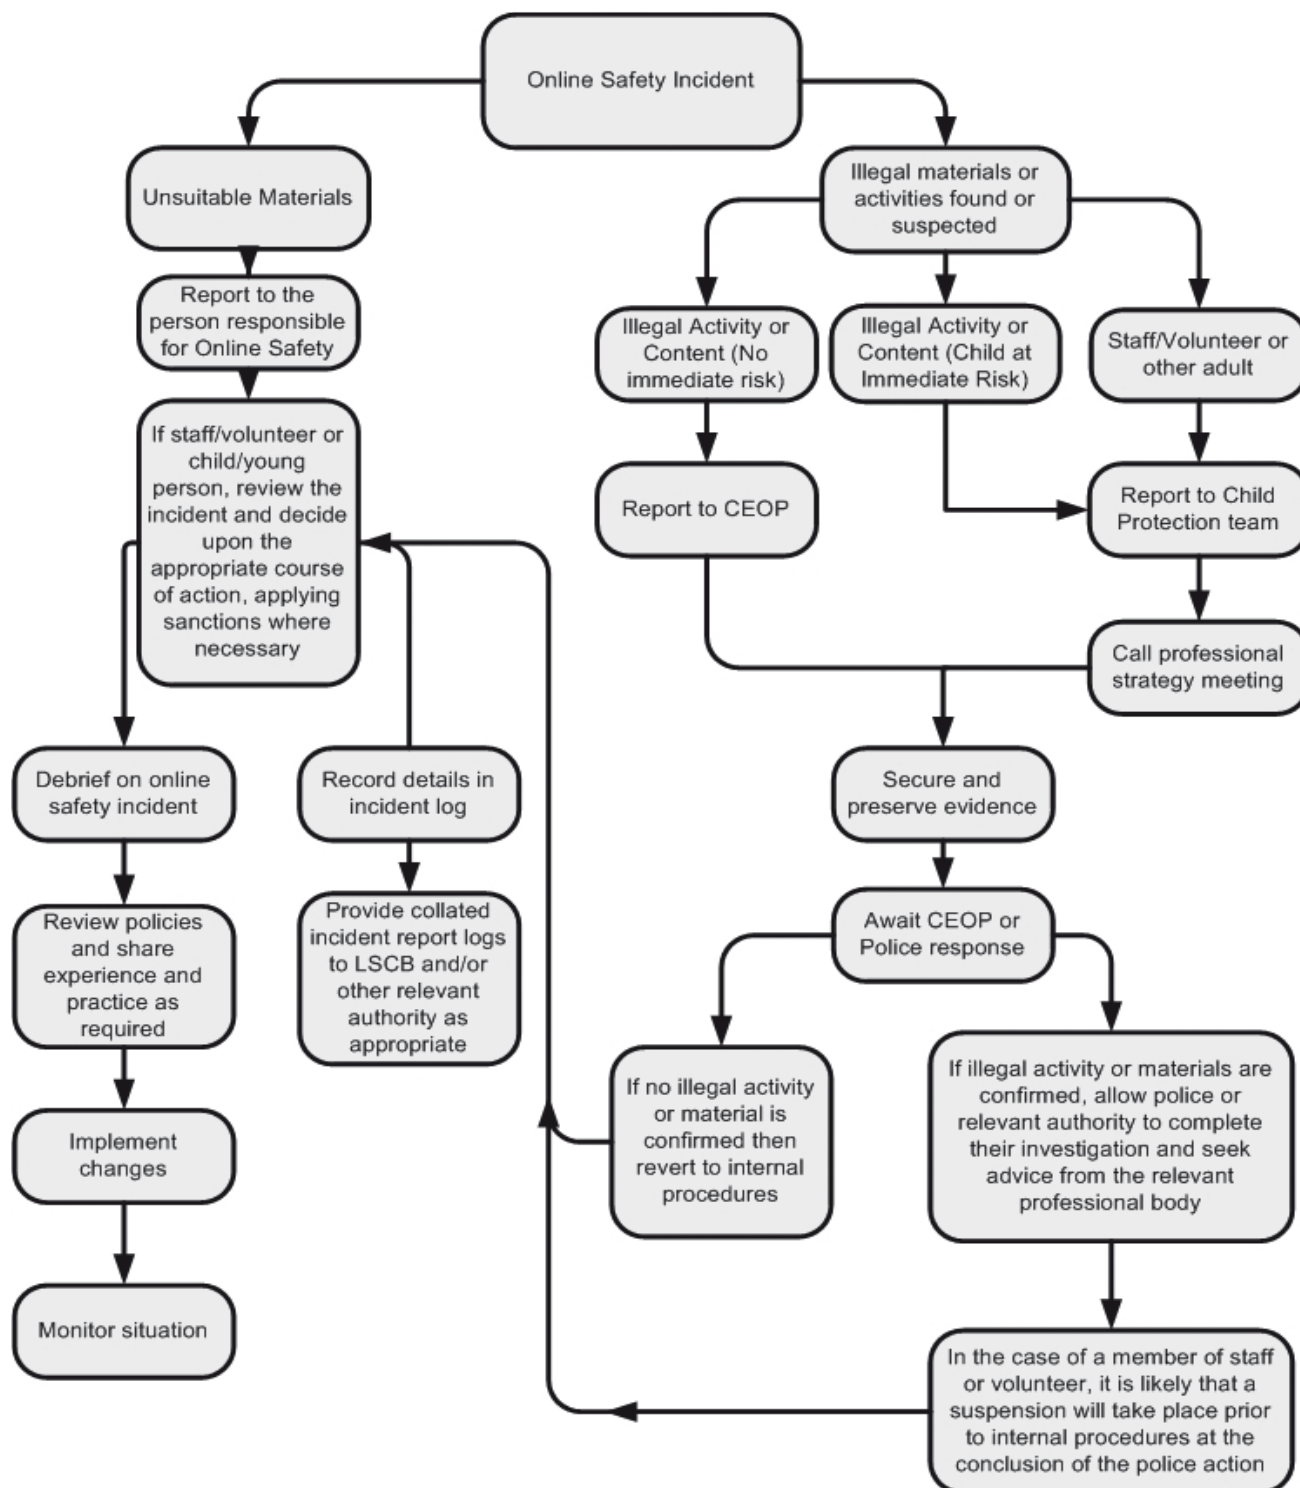 Online Safety Incident
Unsuitable Materials
Report to the
person responsible
for Online Safety
If staff/volunteer or
child/young
person, review the
incident and decide
upon the
appropriate course
of action, applying
sanctions where
necessary
Debrief on online
safety incident
Review policies
and share
experience and
practice as
required
Implement
changes
Monitor situation
Record details in
incident log
Provide collated
incident report logs
to LSCB and/or
other relevant
authority as
appropriate
Illegal materials or
activities found or
suspected
Illegal Activity or
Content (No
immediate risk)
Illegal Activity or
Content (Child at
Immediate Risk)
Staff/Volunteer or
other adult
Report to CEOP
Report to Child
Protection team
Call professional
strategy meeting
Secure and
preserve evidence
Await CEOP or
Police response
If no illegal activity
or material is
confirmed then
revert to internal
procedures
If illegal activity or materials are
confirmed, allow police or
relevant authority to complete
their investigation and seek
advice from the relevant
professional body
In the case of a member of staff
or volunteer, it is likely that a
suspension will take place prior
to internal procedures at the
conclusion of the police action